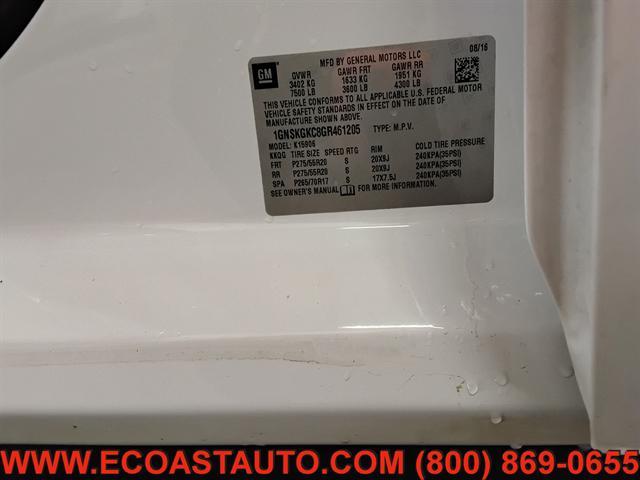 MFD BY GENERAL MOTORS LLC 08/16
GM
GVWR GAWR FRT GAWR RR
3402 KG 1633 KG 1951 KG
7500 LB 3600 LB 4300 LB
THIS VEHICLE CONFORMS TO ALL APPLICABLE U.S. FEDERAL MOTOR
VEHICLE SAFETY STANDARDS IN EFFECT ON THE DATE OF
MANUFACTURE SHOWN ABOVE.
1GNSKGKC8GR461205 TYPE: M.P.V.
MODEL: K15906
KKQG TIRE SIZE SPEED RTG RIM COLD TIRE PRESSURE
FRT P275/55R20 S 20X9J 240KPA(35PSI)
RR P275/55R20 S 20X9J 240KPA(35PSI)
SPA P265/70R17 S 17X7.5J 240KPA(35PSI)
SEE OWNER'S MANUAL FOR MORE INFORMATION.
WWW.ECOASTAUTO.COM (800) 869-0655